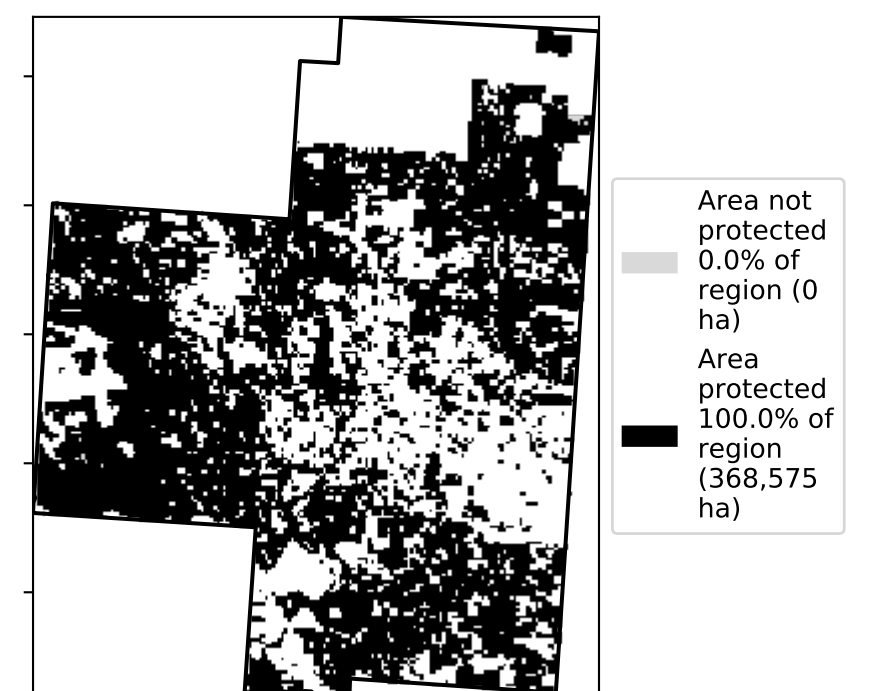 Area not
protected
0.0% of
region (0
ha)
Area
protected
100.0% of
region
(368,575
ha)